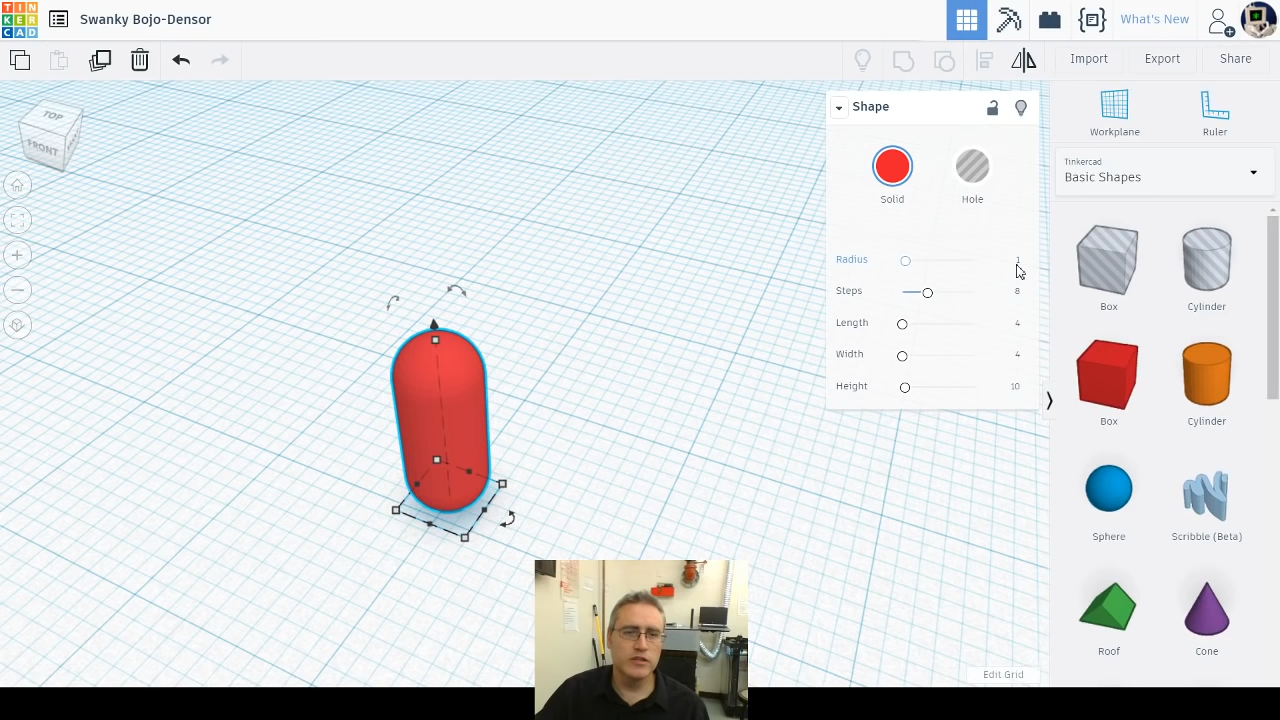 TIN
KER
CAD
Swanky Bojo-Densor
What's New
Import
Export
Share
TOP
FRONT
Shape
Solid
Hole
Radius 1
Steps 8
Length 4
Width 4
Height 10
Workplane
Ruler
Tinkercad
Basic Shapes
Box
Cylinder
Box
Cylinder
Sphere
Scribble (Beta)
Roof
Cone
Edit Grid